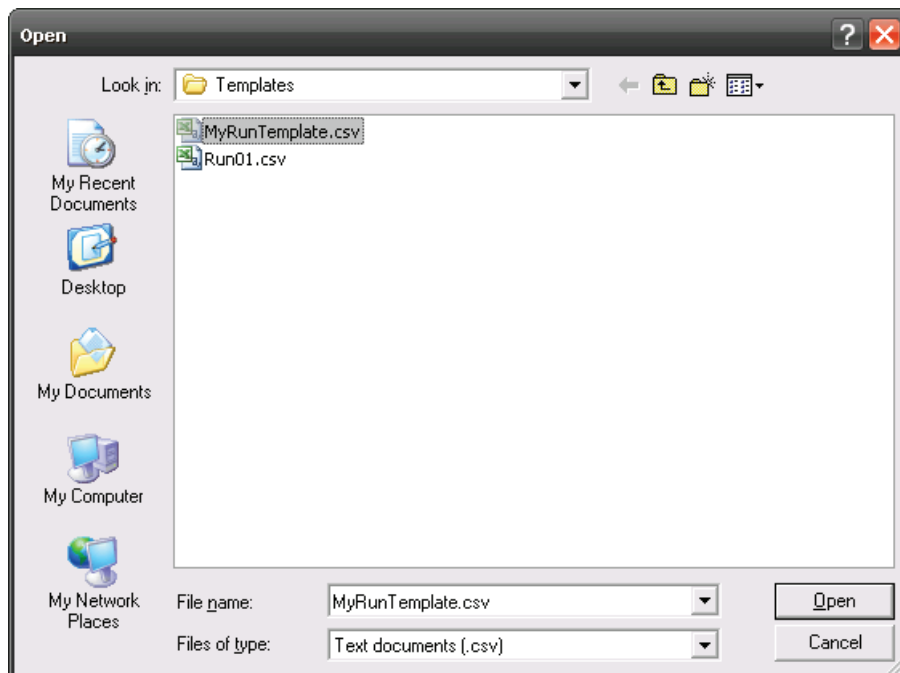 Open
Look in: Templates
MyRunTemplate.csv
Run01.csv
My Recent
Documents
Desktop
My Documents
My Computer
My Network
Places
File name: MyRunTemplate.csv Open
Files of type: Text documents (.csv) Cancel